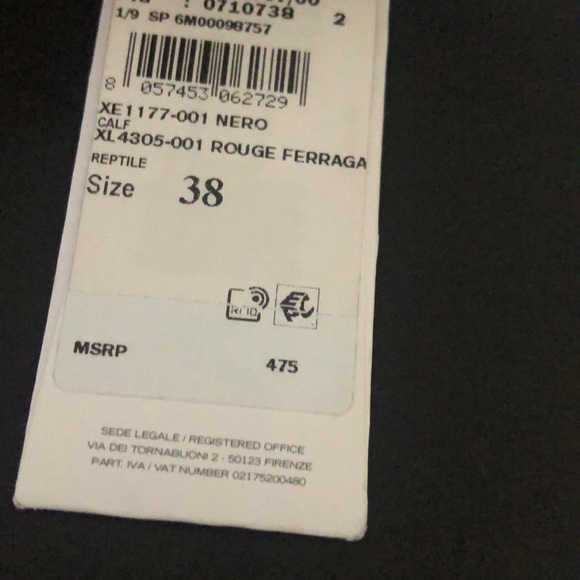 : 0710738 2
1/9 SP 6M00098757
8 057453 062729
XE1177-001 NERO
CALF
XL4305-001 ROUGE FERRAGA
REPTILE
Size 38
RFID
MSRP 475
SEDE LEGALE / REGISTERED OFFICE
VIA DEI TORNABUONI 2 - 50123 FIRENZE
PART. IVA / VAT NUMBER 02175200480